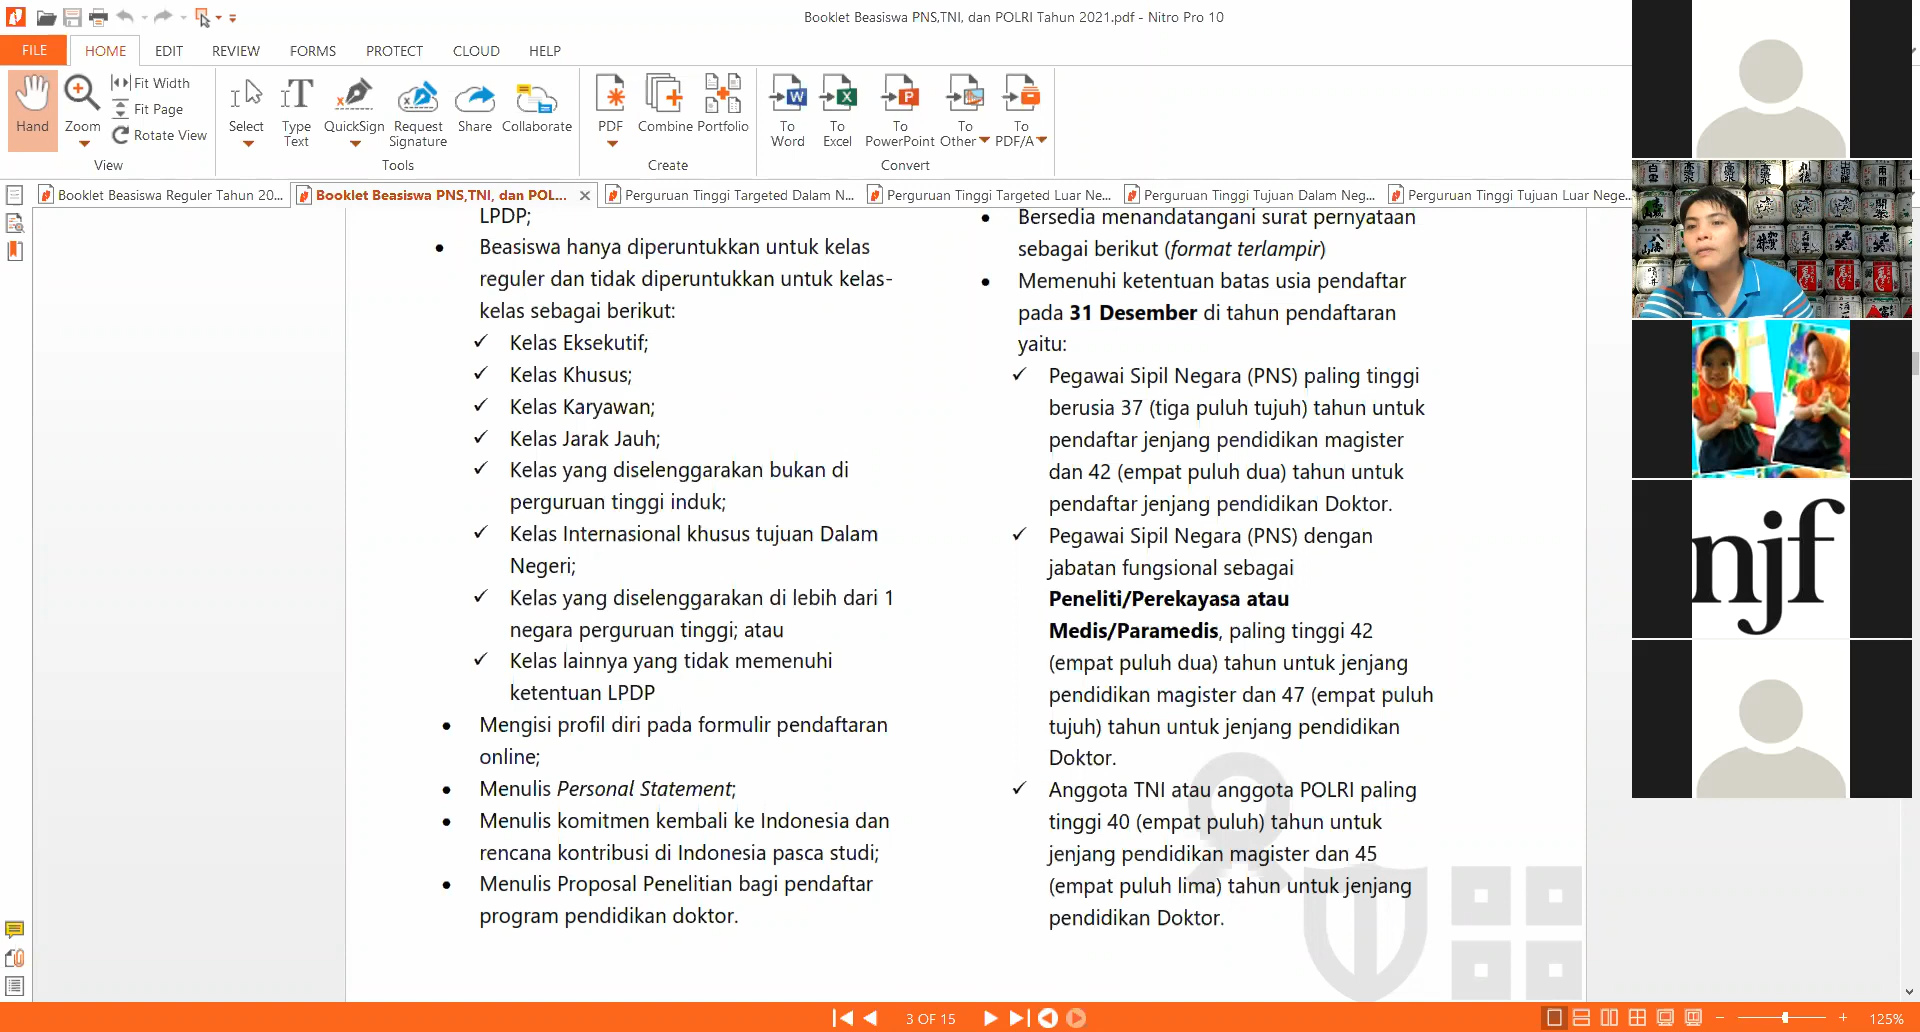 Booklet Beasiswa PNS,TNI, dan POLRI Tahun 2021.pdf - Nitro Pro 10
FILE HOME EDIT REVIEW FORMS PROTECT CLOUD HELP
Hand
Zoom
Fit Width
Fit Page
Rotate View
View
Select
Type Text
QuickSign
Request Signature
Share
Collaborate
Tools
PDF
Combine
Portfolio
Create
To Word
To Excel
To PowerPoint
To Other
To PDF/A
Convert
Booklet Beasiswa Reguler Tahun 20...
Booklet Beasiswa PNS,TNI, dan POL...
Perguruan Tinggi Targeted Dalam N...
Perguruan Tinggi Targeted Luar Ne...
Perguruan Tinggi Tujuan Dalam Neg...
Perguruan Tinggi Tujuan Luar Nege...
LPDP;
• Beasiswa hanya diperuntukkan untuk kelas
reguler dan tidak diperuntukkan untuk kelas-
kelas sebagai berikut:
✓ Kelas Eksekutif;
✓ Kelas Khusus;
✓ Kelas Karyawan;
✓ Kelas Jarak Jauh;
✓ Kelas yang diselenggarakan bukan di
perguruan tinggi induk;
✓ Kelas Internasional khusus tujuan Dalam
Negeri;
✓ Kelas yang diselenggarakan di lebih dari 1
negara perguruan tinggi; atau
✓ Kelas lainnya yang tidak memenuhi
ketentuan LPDP
• Mengisi profil diri pada formulir pendaftaran
online;
• Menulis Personal Statement;
• Menulis komitmen kembali ke Indonesia dan
rencana kontribusi di Indonesia pasca studi;
• Menulis Proposal Penelitian bagi pendaftar
program pendidikan doktor.
• Bersedia menandatangani surat pernyataan
sebagai berikut (format terlampir)
• Memenuhi ketentuan batas usia pendaftar
pada 31 Desember di tahun pendaftaran
yaitu:
✓ Pegawai Sipil Negara (PNS) paling tinggi
berusia 37 (tiga puluh tujuh) tahun untuk
pendaftar jenjang pendidikan magister
dan 42 (empat puluh dua) tahun untuk
pendaftar jenjang pendidikan Doktor.
✓ Pegawai Sipil Negara (PNS) dengan
jabatan fungsional sebagai
Peneliti/Perekayasa atau
Medis/Paramedis, paling tinggi 42
(empat puluh dua) tahun untuk jenjang
pendidikan magister dan 47 (empat puluh
tujuh) tahun untuk jenjang pendidikan
Doktor.
✓ Anggota TNI atau anggota POLRI paling
tinggi 40 (empat puluh) tahun untuk
jenjang pendidikan magister dan 45
(empat puluh lima) tahun untuk jenjang
pendidikan Doktor.
njf
3 OF 15
125%